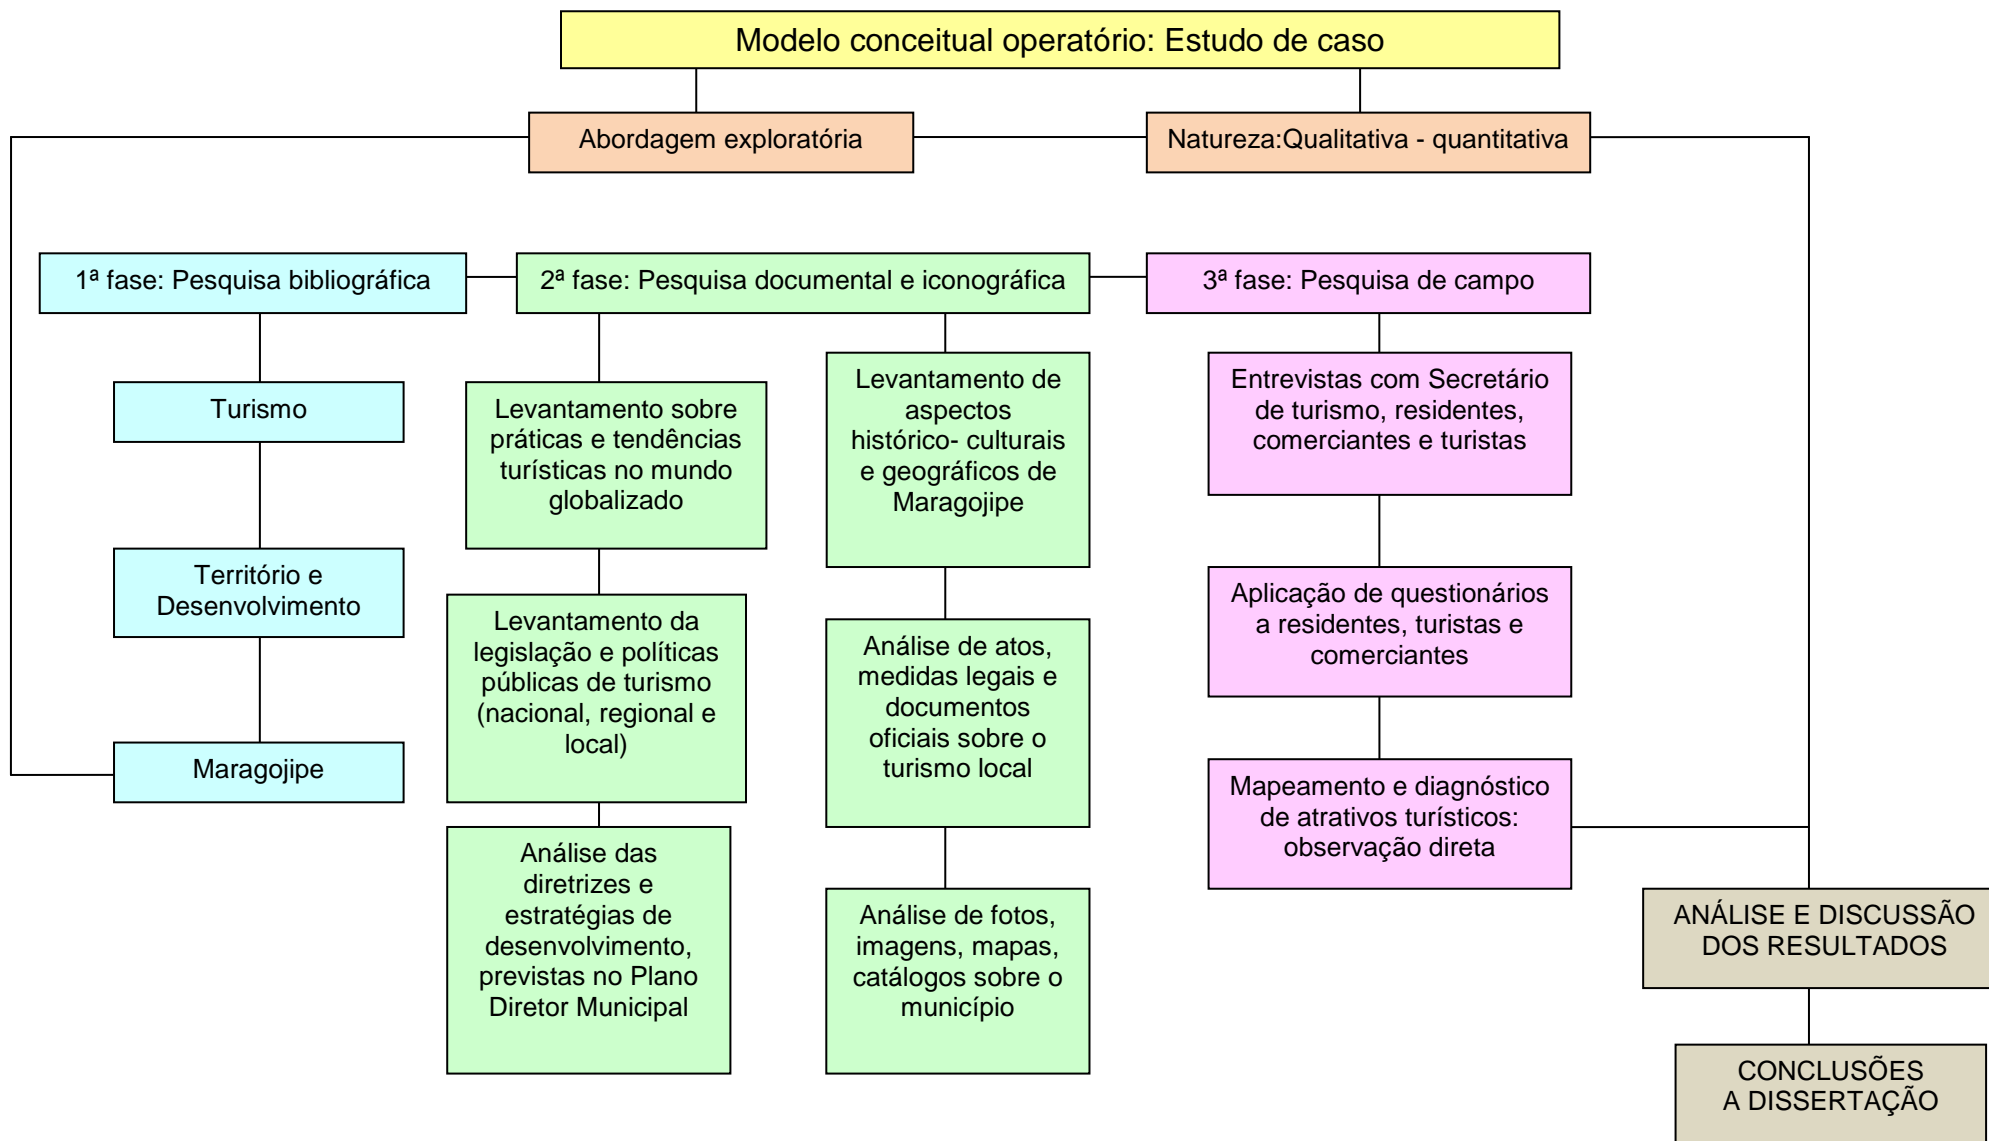 Modelo conceitual operatório: Estudo de caso
Abordagem exploratória
Natureza:Qualitativa - quantitativa
1ª fase: Pesquisa bibliográfica
2ª fase: Pesquisa documental e iconográfica
3ª fase: Pesquisa de campo
Turismo
Território e
Desenvolvimento
Maragojipe
Levantamento sobre
práticas e tendências
turísticas no mundo
globalizado
Levantamento da
legislação e políticas
públicas de turismo
(nacional, regional e
local)
Análise das
diretrizes e
estratégias de
desenvolvimento,
previstas no Plano
Diretor Municipal
Levantamento de
aspectos
histórico- culturais
e geográficos de
Maragojipe
Análise de atos,
medidas legais e
documentos
oficiais sobre o
turismo local
Análise de fotos,
imagens, mapas,
catálogos sobre o
município
Entrevistas com Secretário
de turismo, residentes,
comerciantes e turistas
Aplicação de questionários
a residentes, turistas e
comerciantes
Mapeamento e diagnóstico
de atrativos turísticos:
observação direta
ANÁLISE E DISCUSSÃO
DOS RESULTADOS
CONCLUSÕES
A DISSERTAÇÃO